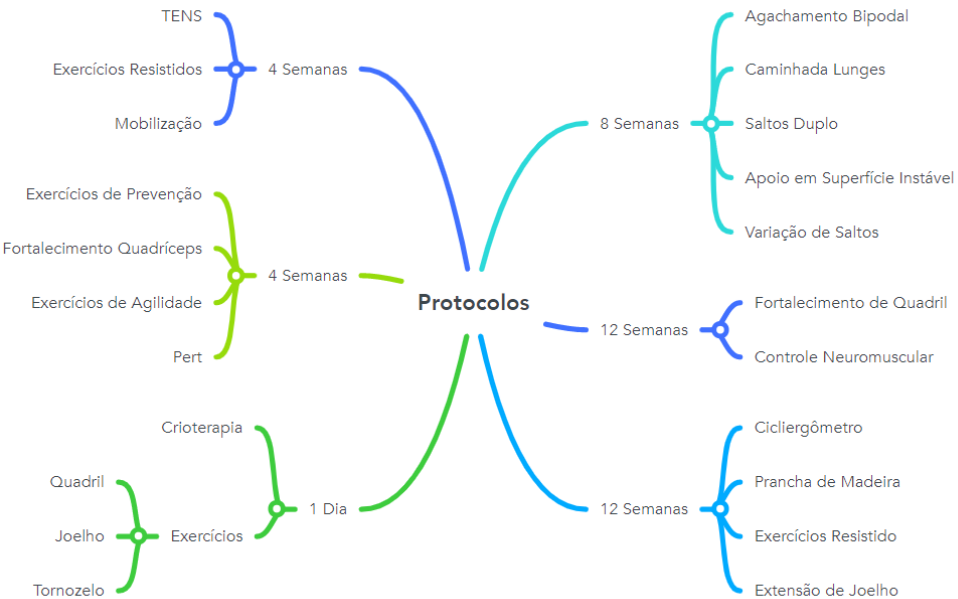 TENS
Exercícios Resistidos
Mobilização
4 Semanas
Exercícios de Prevenção
Fortalecimento Quadríceps
Exercícios de Agilidade
Pert
4 Semanas
Crioterapia
Quadril
Joelho
Tornozelo
Exercícios
1 Dia
Protocolos
8 Semanas
Agachamento Bipodal
Caminhada Lunges
Saltos Duplo
Apoio em Superfície Instável
Variação de Saltos
12 Semanas
Fortalecimento de Quadril
Controle Neuromuscular
12 Semanas
Cicliergômetro
Prancha de Madeira
Exercícios Resistido
Extensão de Joelho